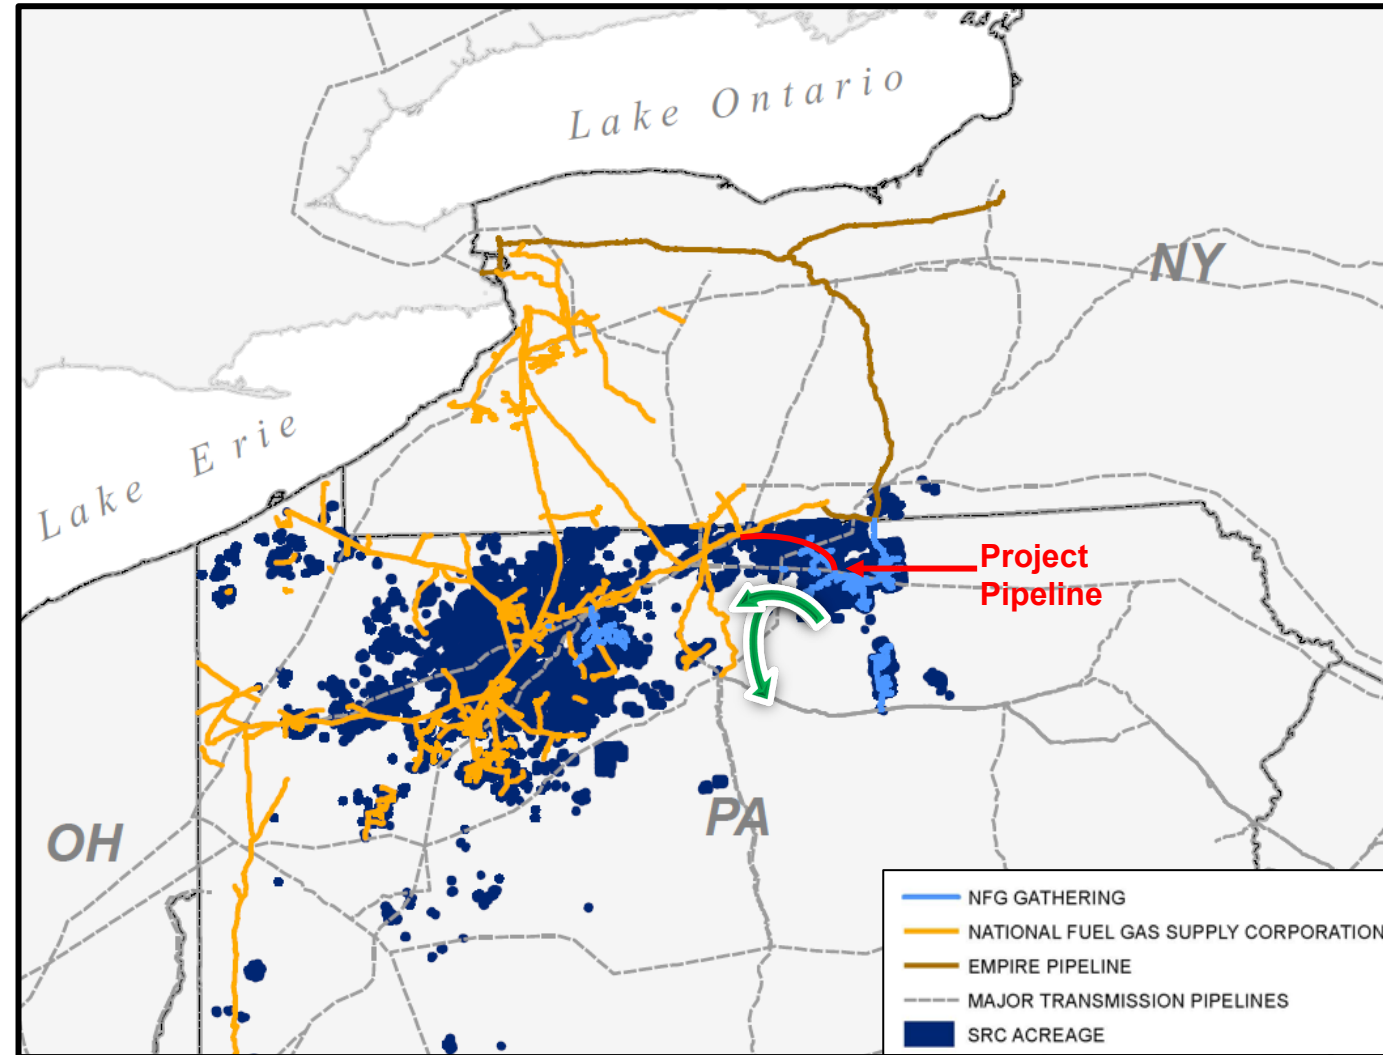 Lake Ontario
NY
Lake Erie
Project
Pipeline
PA
OH
NFG GATHERING
NATIONAL FUEL GAS SUPPLY CORPORATION
EMPIRE PIPELINE
MAJOR TRANSMISSION PIPELINES
SRC ACREAGE